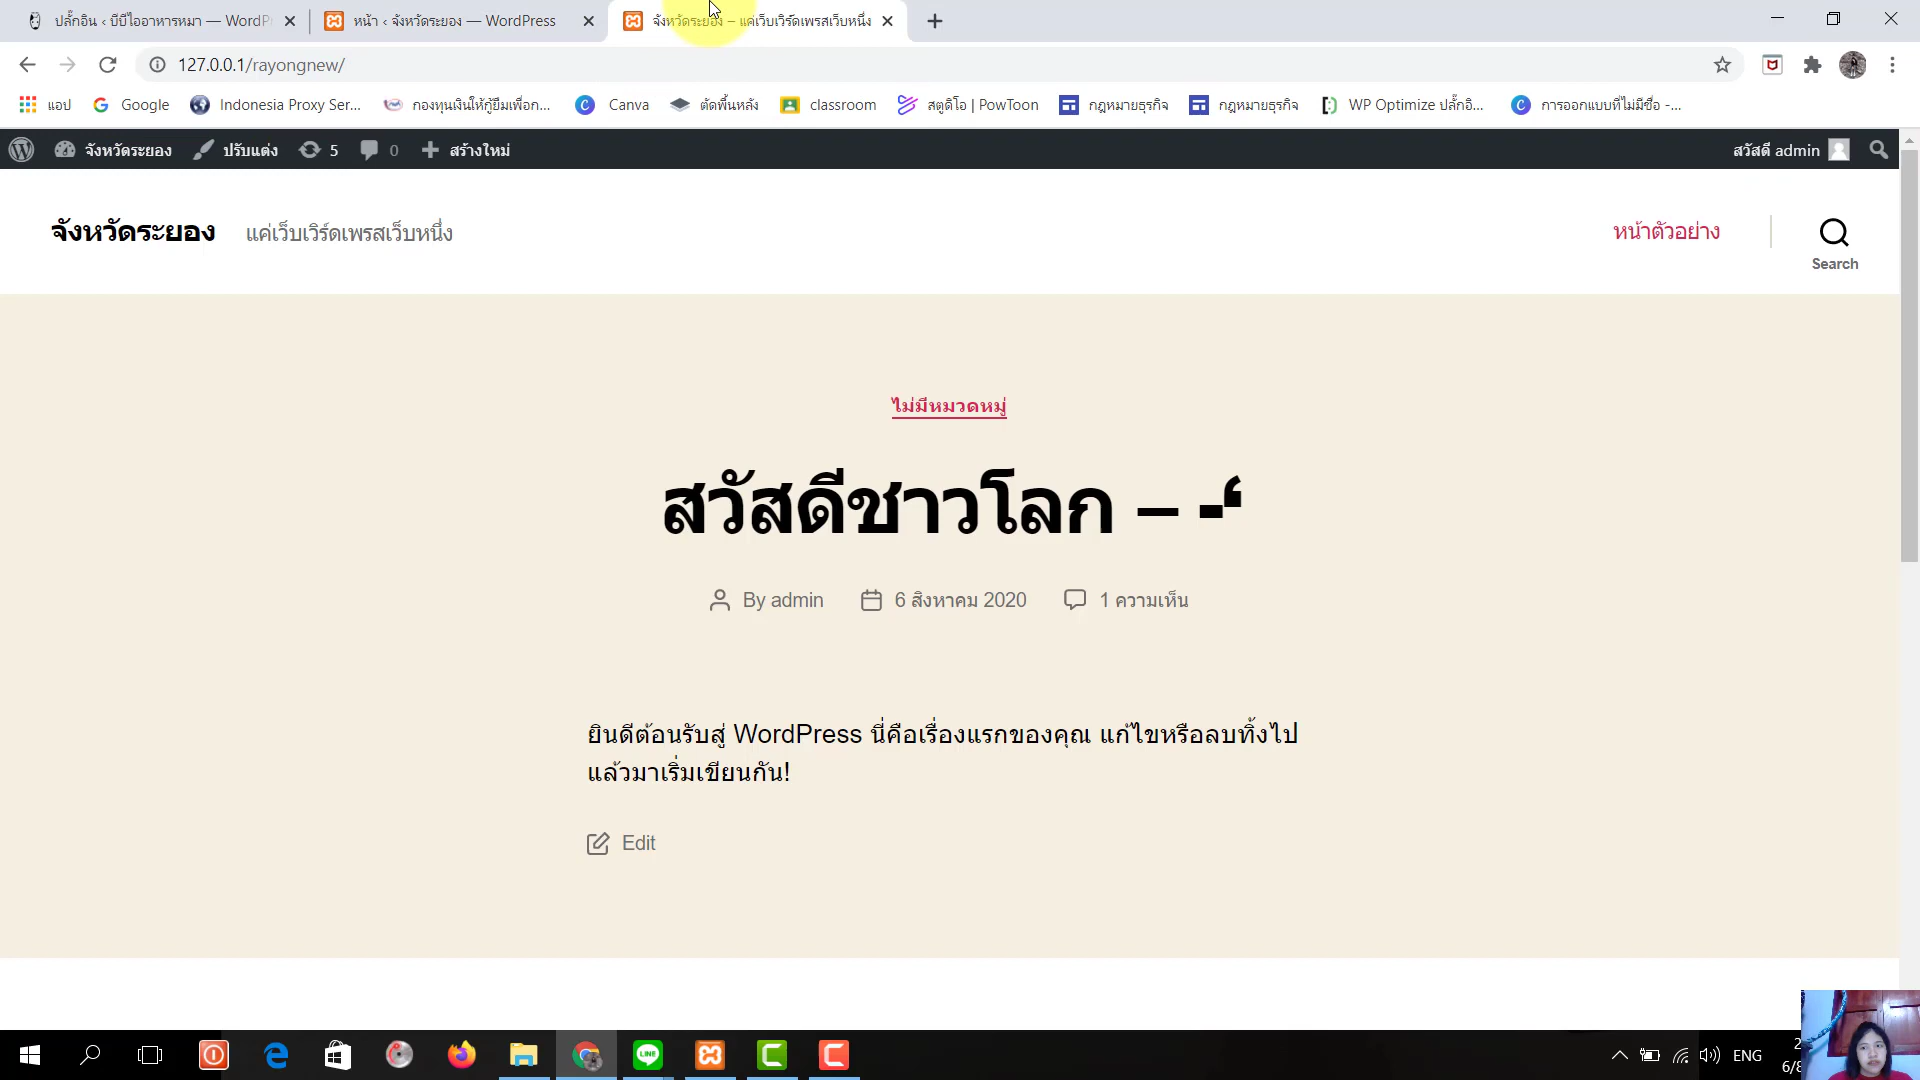 ปลั๊กอิน ‹ บีบีไออาหารหมา — WordP
หน้า ‹ จังหวัดระยอง — WordPress
จังหวัดระยอง – แค่เว็บเวิร์ดเพรสเว็บหนึ่ง
127.0.0.1/rayongnew/
แอป
Google
Indonesia Proxy Ser...
กองทุนเงินให้กู้ยืมเพื่อก...
Canva
ตัดพื้นหลัง
classroom
สตูดิโอ | PowToon
กฎหมายธุรกิจ
กฎหมายธุรกิจ
WP Optimize ปลั๊กอิ...
การออกแบบที่ไม่มีชื่อ -...
จังหวัดระยอง
ปรับแต่ง
5
0
สร้างใหม่
สวัสดี admin
จังหวัดระยอง
แค่เว็บเวิร์ดเพรสเว็บหนึ่ง
หน้าตัวอย่าง
Search
ไม่มีหมวดหมู่
สวัสดีชาวโลก – -‘
By admin
6 สิงหาคม 2020
1 ความเห็น
ยินดีต้อนรับสู่ WordPress นี่คือเรื่องแรกของคุณ แก้ไขหรือลบทิ้งไป
แล้วมาเริ่มเขียนกัน!
Edit
LINE
ENG